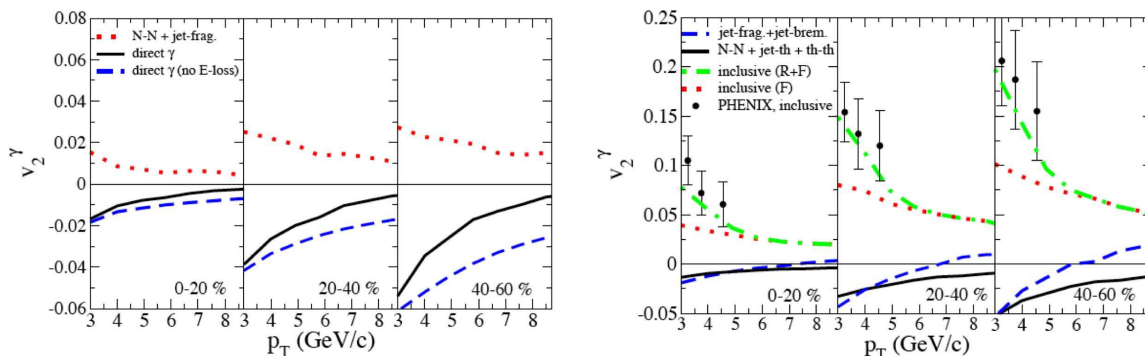 0.08
0.06
0.04
0.02
0
-0.02
-0.04
-0.06
v₂^γ
N-N + jet-frag.
direct γ
direct γ (no E-loss)
0-20 %
20-40 %
40-60 %
3 4 5 6 7 8 3 4 5 6 7 8 3 4 5 6 7 8
p_T (GeV/c)
0.25
0.2
0.15
0.1
0.05
0
-0.05
v₂^γ
jet-frag.+jet-brem.
N-N + jet-th + th-th
inclusive (R+F)
inclusive (F)
PHENIX, inclusive
0-20 %
20-40 %
40-60 %
3 4 5 6 7 8 3 4 5 6 7 8 3 4 5 6 7 8
p_T (GeV/c)